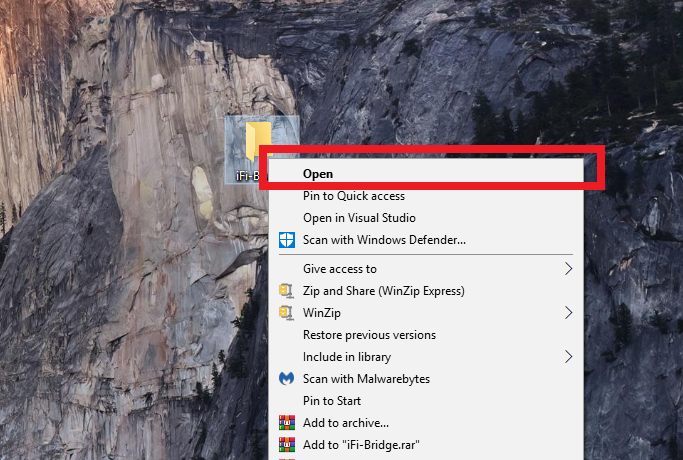 iFi-B
Open
Pin to Quick access
Open in Visual Studio
Scan with Windows Defender...
Give access to
Zip and Share (WinZip Express)
WinZip
Restore previous versions
Include in library
Scan with Malwarebytes
Pin to Start
Add to archive...
Add to "iFi-Bridge.rar"